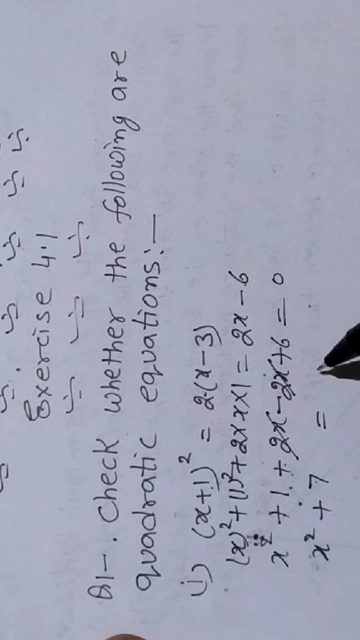 Exercise 4.1
Q1-. Check whether the following are
quadratic equations:-
(i) (x+1)² = 2(x-3)
(x)²+(1)²+2×x×1 = 2x-6
x²+1+2x-2x+6=0
x²+7 =